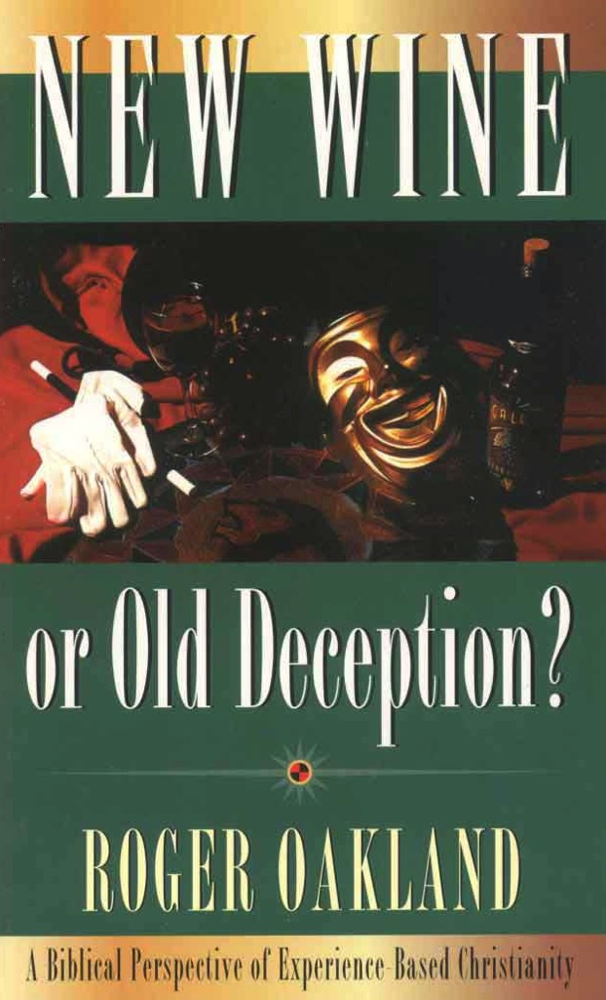 NEW WINE
or Old Deception?
ROGER OAKLAND
A Biblical Perspective of Experience-Based Christianity